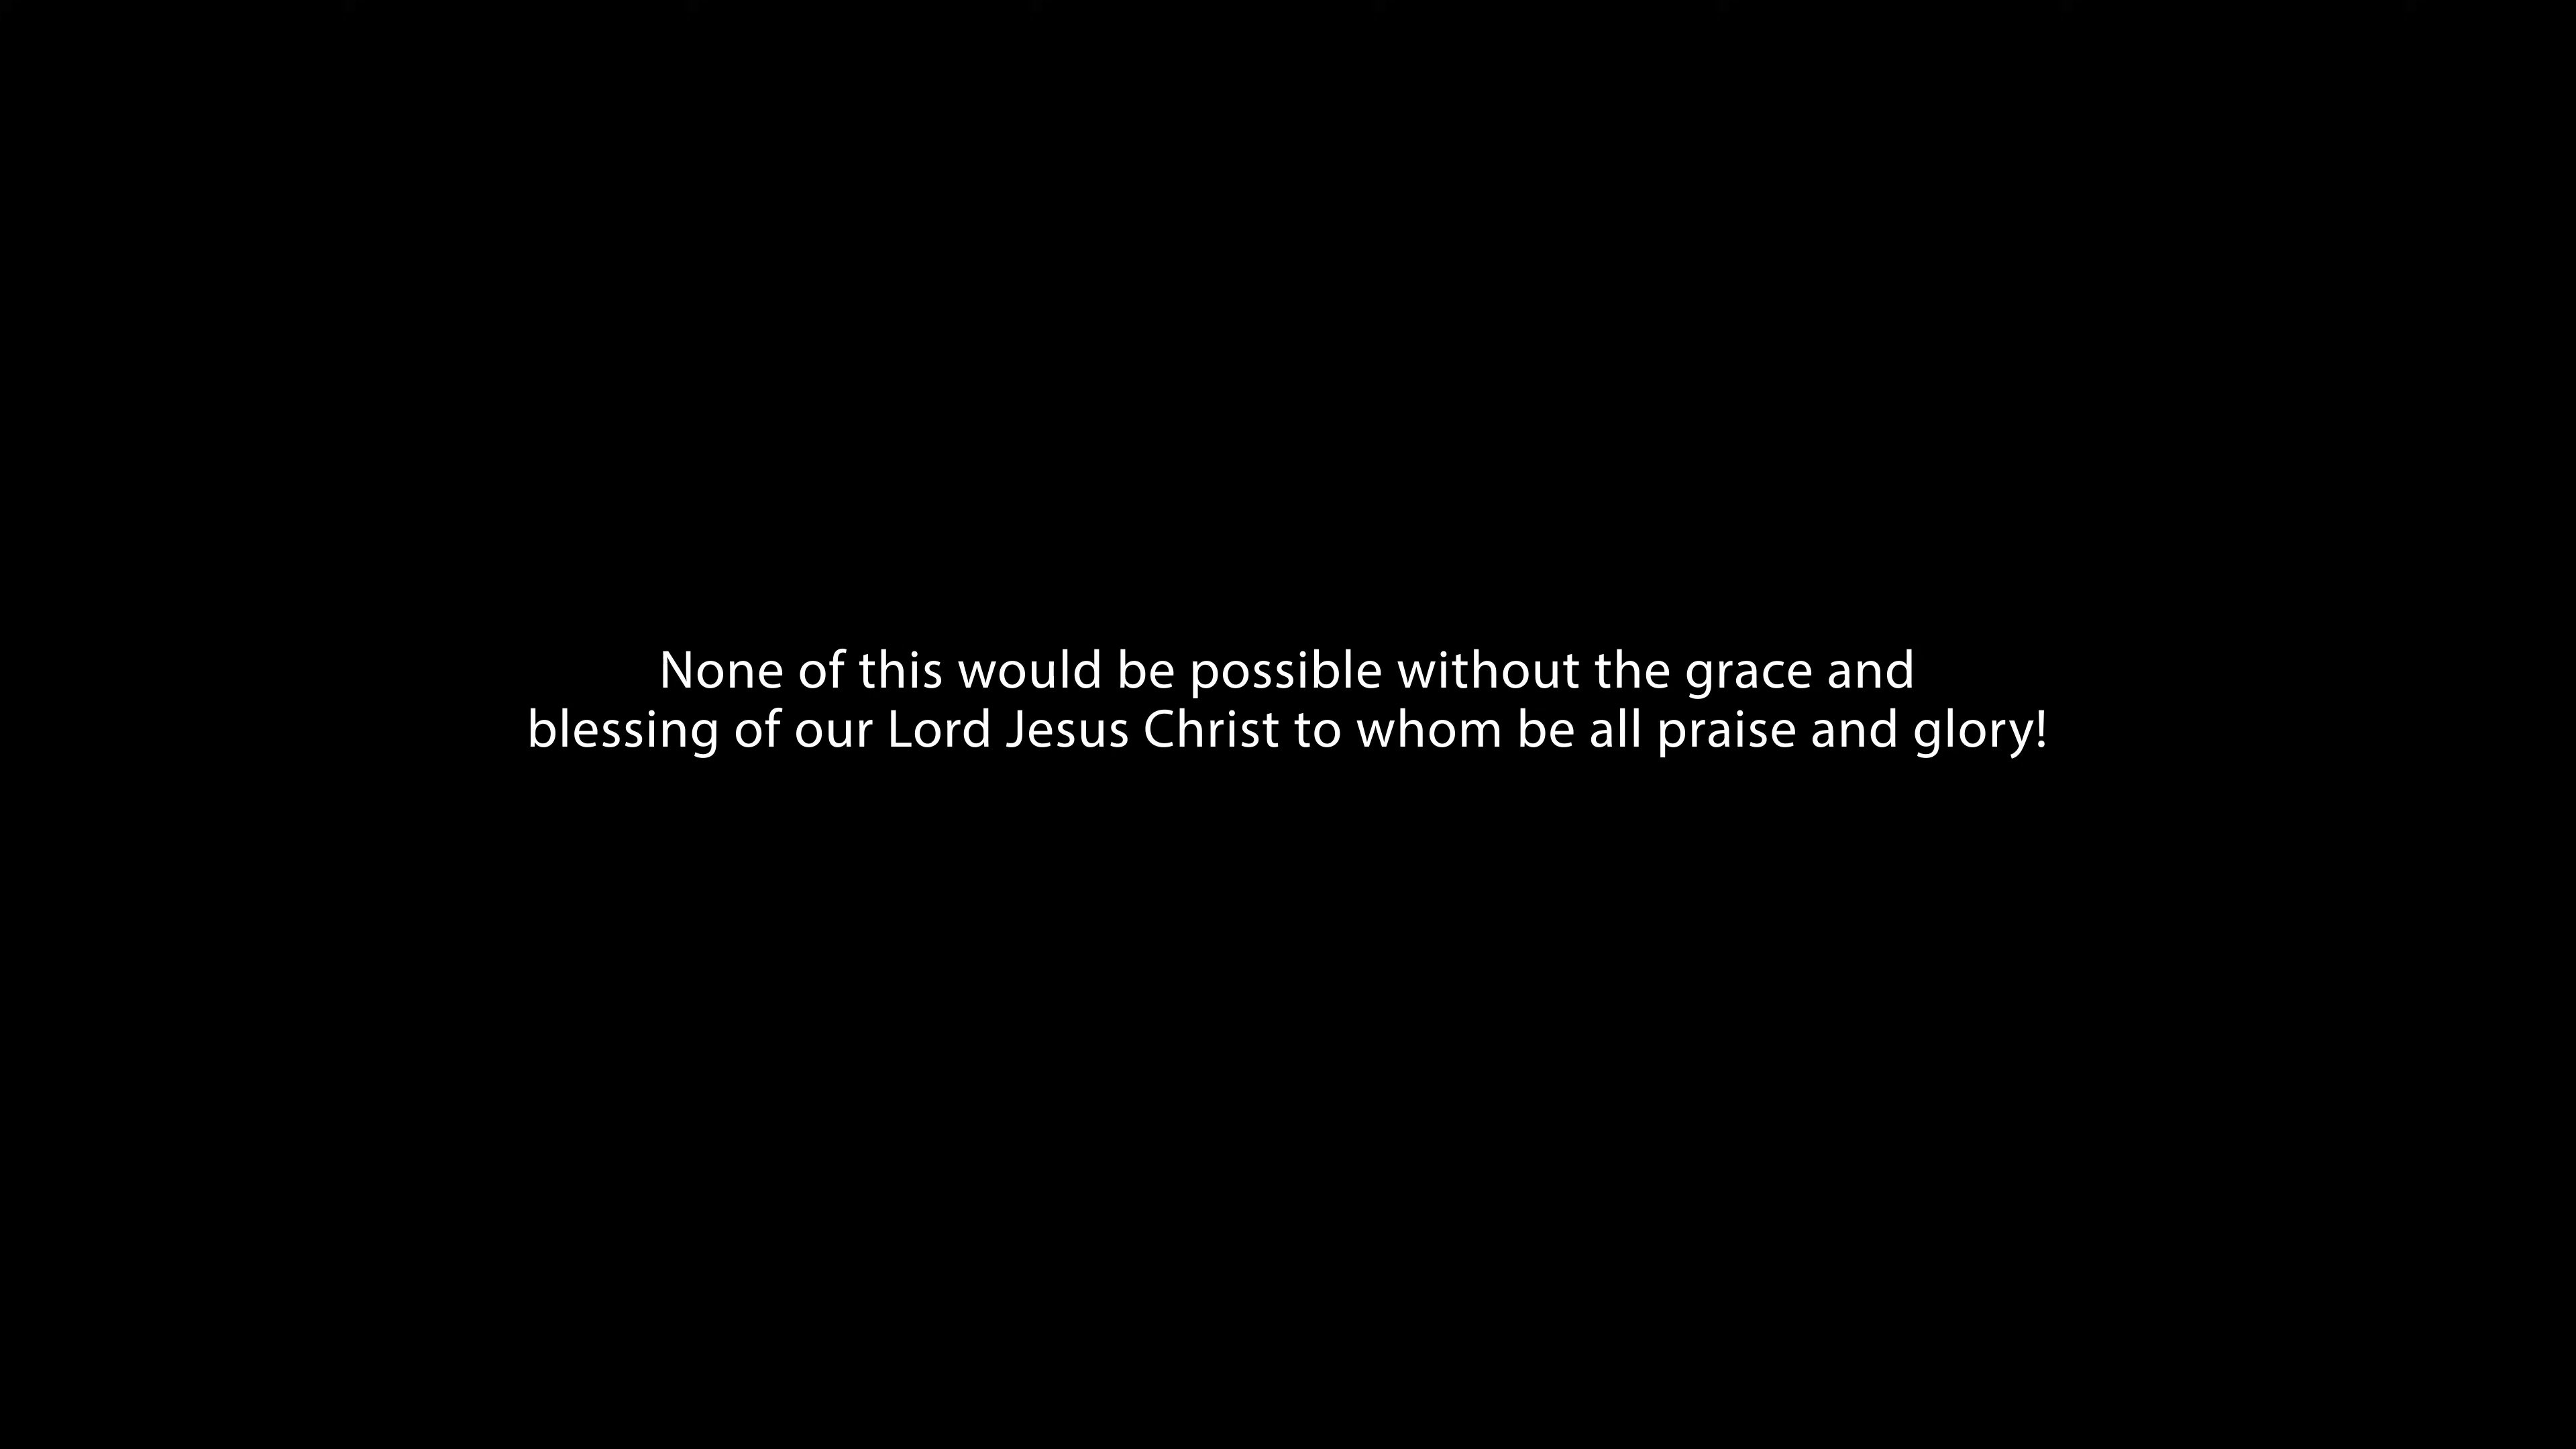 None of this would be possible without the grace and
blessing of our Lord Jesus Christ to whom be all praise and glory!